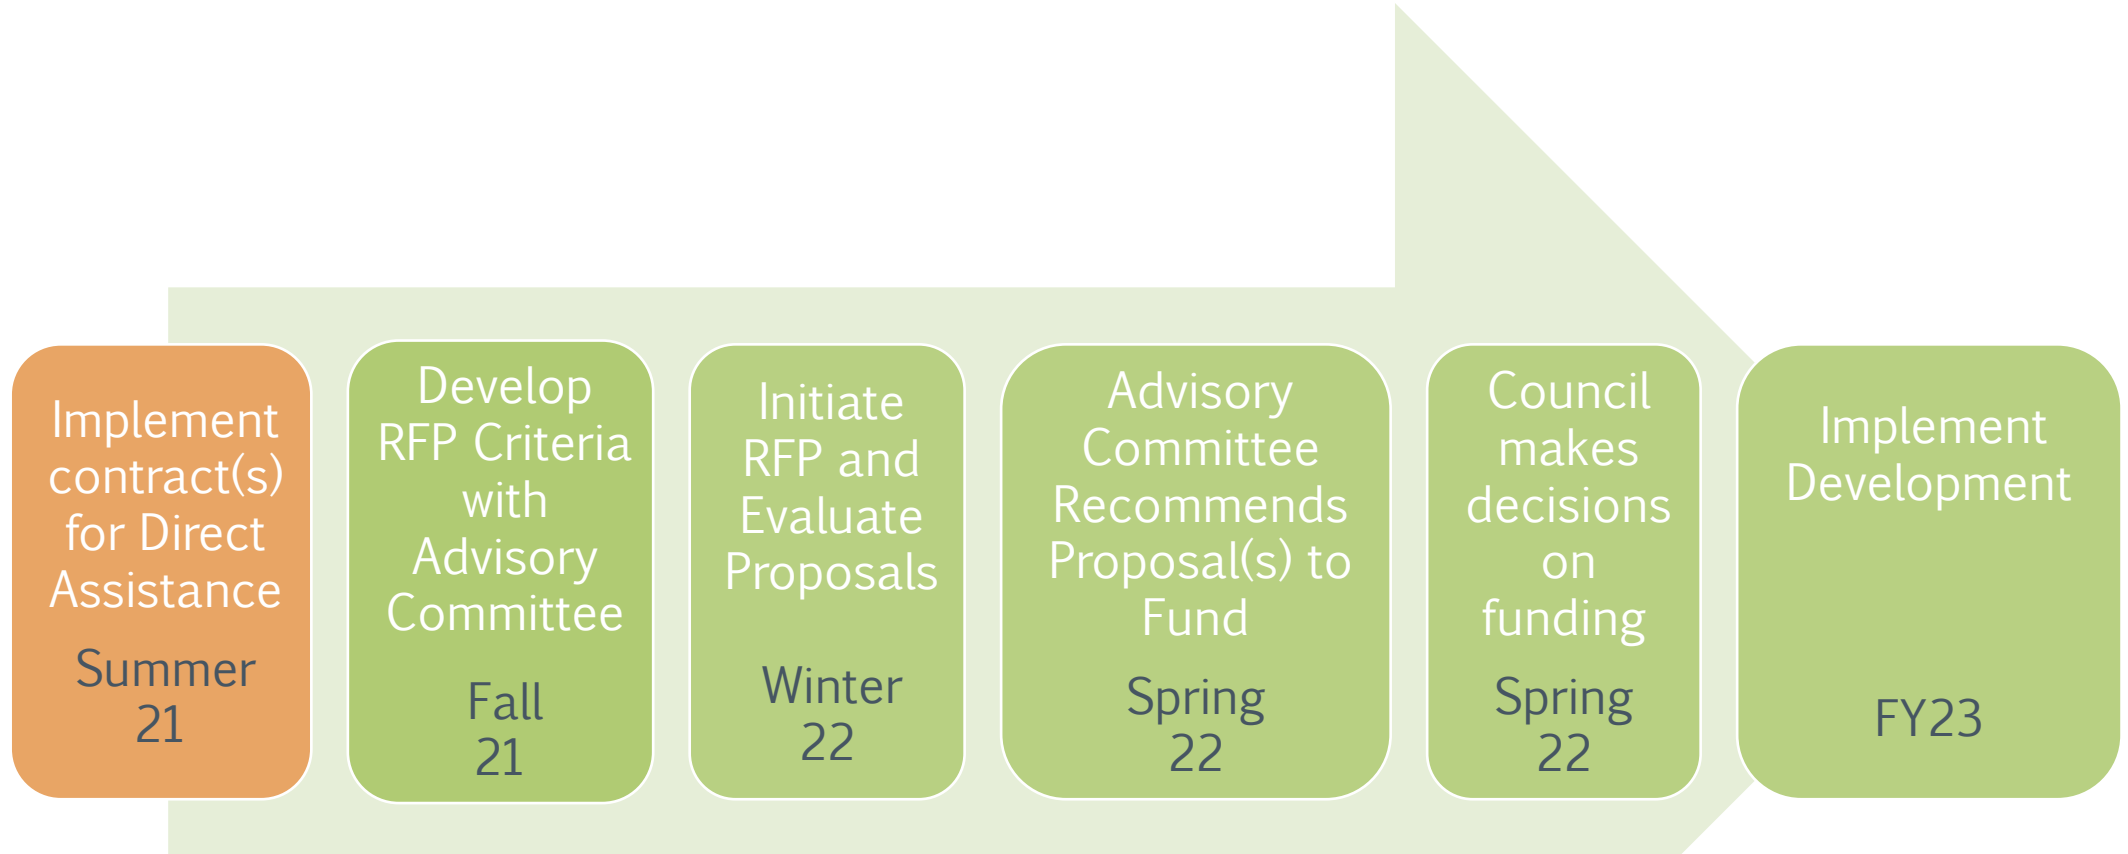 Implement
contract(s)
for Direct
Assistance
Summer
21
Develop
RFP Criteria
with
Advisory
Committee
Fall
21
Initiate
RFP and
Evaluate
Proposals
Winter
22
Advisory
Committee
Recommends
Proposal(s) to
Fund
Spring
22
Council
makes
decisions
on
funding
Spring
22
Implement
Development
FY23